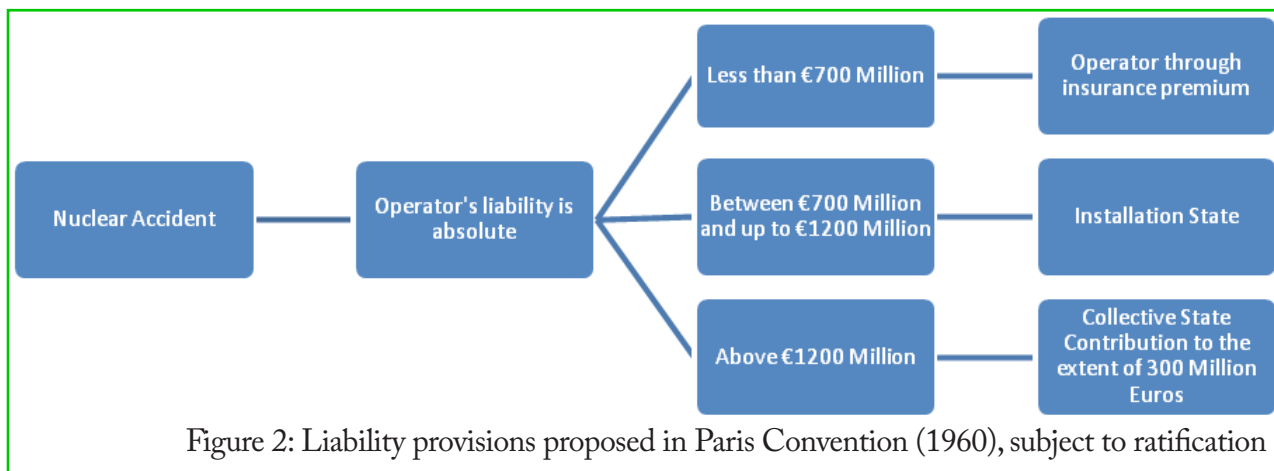 Less than €700 Million
Operator through
insurance premium
Nuclear Accident
Operator's liability is
absolute
Between €700 Million
and up to €1200 Million
Installation State
Above €1200 Million
Collective State
Contribution to the
extent of 300 Million
Euros
Figure 2: Liability provisions proposed in Paris Convention (1960), subject to ratification